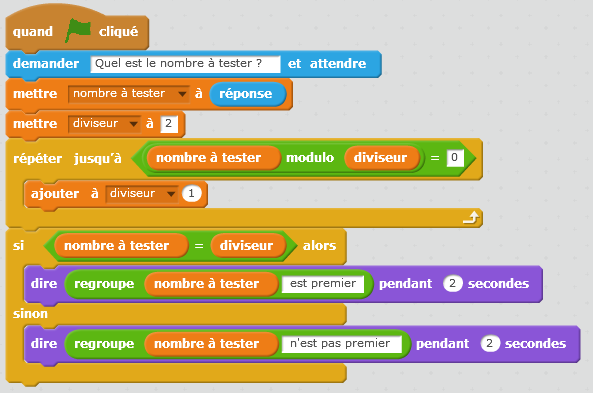 quand cliqué
demander Quel est le nombre à tester ? et attendre
mettre nombre à tester à réponse
mettre diviseur à 2
répéter jusqu'à nombre à tester modulo diviseur = 0
ajouter à diviseur 1
si nombre à tester = diviseur alors
dire regroupe nombre à tester est premier pendant 2 secondes
sinon
dire regroupe nombre à tester n'est pas premier pendant 2 secondes